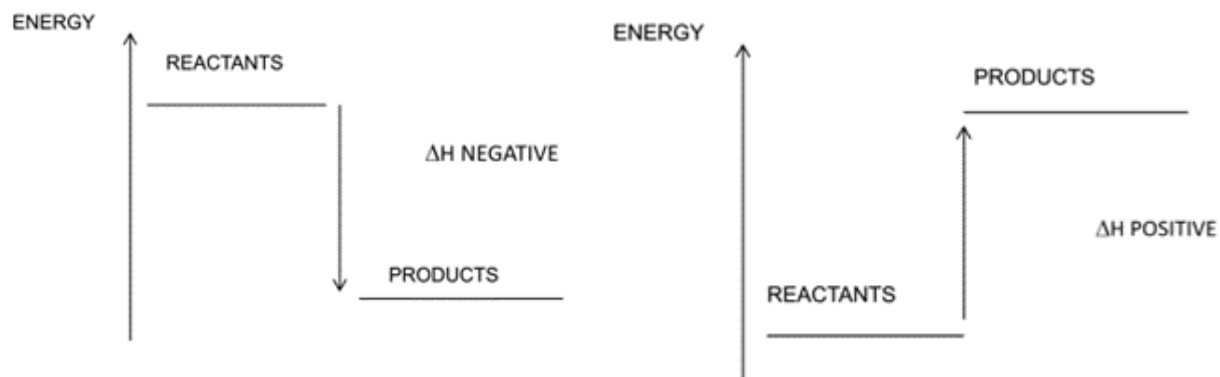 ENERGY
REACTANTS
ΔH NEGATIVE
PRODUCTS
ENERGY
PRODUCTS
ΔH POSITIVE
REACTANTS